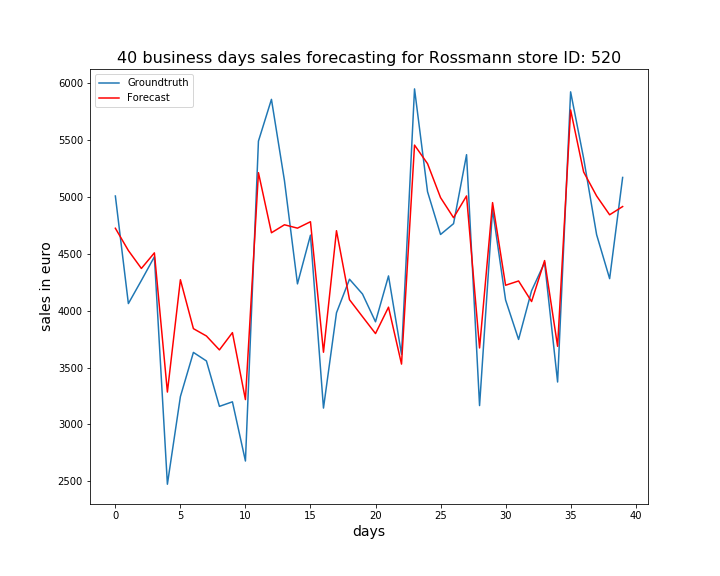 40 business days sales forecasting for Rossmann store ID: 520
Groundtruth
Forecast
sales in euro
6000
5500
5000
4500
4000
3500
3000
2500
0 5 10 15 20 25 30 35 40
days